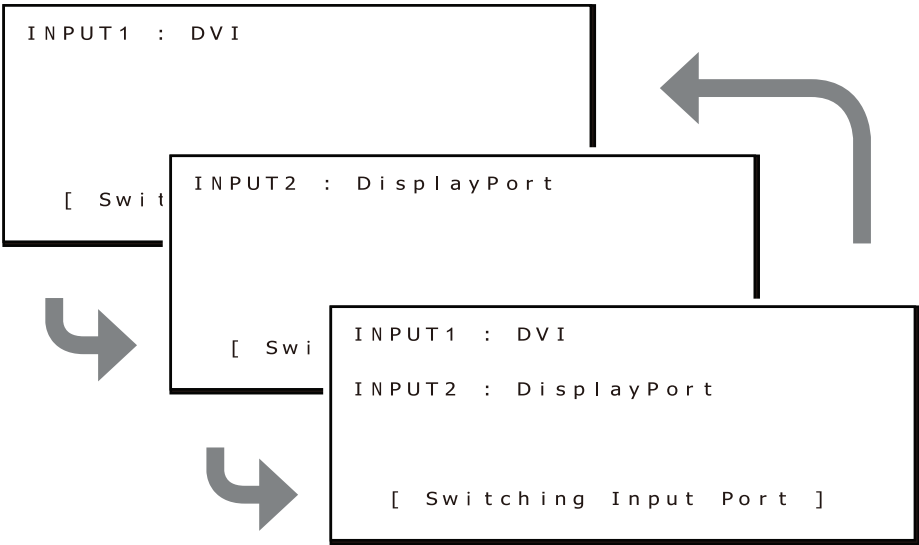 INPUT1 : DVI
[ Swit
INPUT2 : DisplayPort
[ Swi
INPUT1 : DVI
INPUT2 : DisplayPort
[ Switching Input Port ]